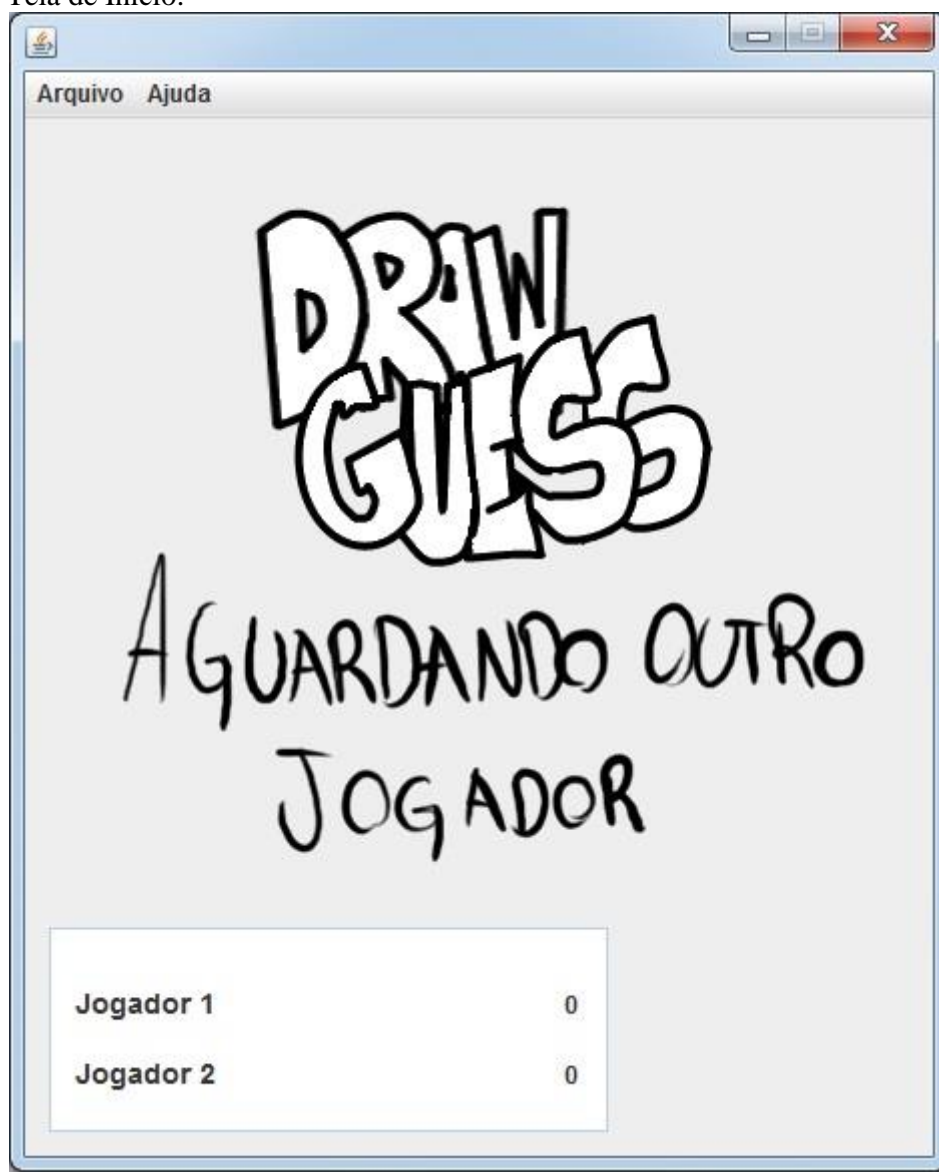 Tela de Início:
Arquivo Ajuda
DRAW
GUESS
AGUARDANDO OUTRO
JOGADOR
Jogador 1 0
Jogador 2 0